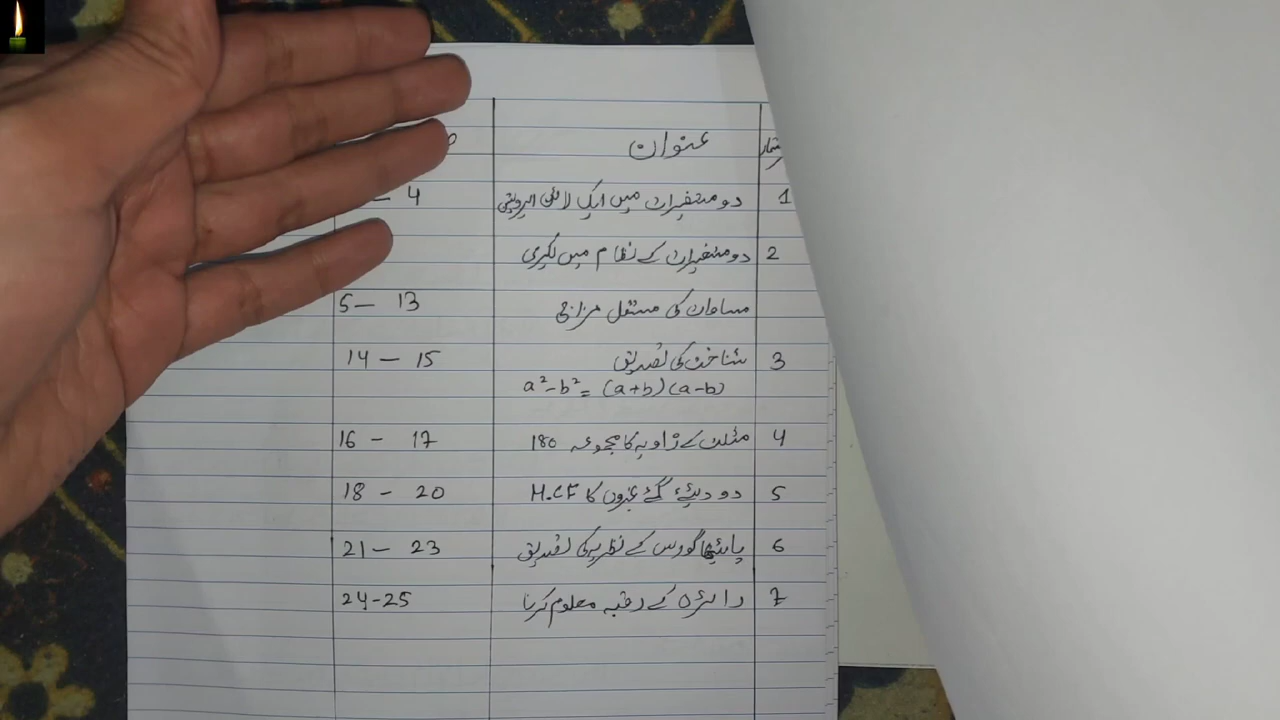 عنوان
1 دو متغیرات میں ایک لائن — 4
2 دو متغیرات کے نظام میں لکیری
مساوات کی مستقل مزاجی 5 — 13
3 شناخت کی تصدیق 14 — 15
a²-b² = (a+b)(a-b)
4 مثلث کے زاویہ کا مجموعہ 180 16 - 17
5 دو دیئے گئے نمبروں کا H.CF 18 - 20
6 پائیتھاگورس کے نظریہ کی تصدیق 21 — 23
7 دائرہ کے رقبہ معلوم کرنا 24-25